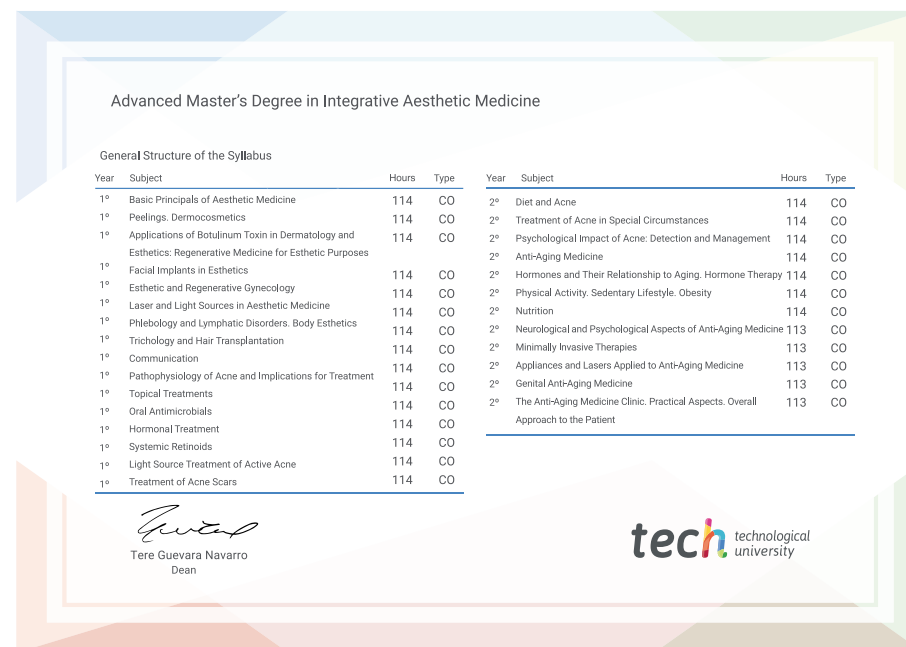 Advanced Master's Degree in Integrative Aesthetic Medicine
General Structure of the Syllabus
Year Subject Hours Type
1º Basic Principals of Aesthetic Medicine 114 CO
1º Peelings. Dermocosmetics 114 CO
1º Applications of Botulinum Toxin in Dermatology and 114 CO
Esthetics: Regenerative Medicine for Esthetic Purposes
1º Facial Implants in Esthetics 114 CO
1º Esthetic and Regenerative Gynecology 114 CO
1º Laser and Light Sources in Aesthetic Medicine 114 CO
1º Phlebology and Lymphatic Disorders. Body Esthetics 114 CO
1º Trichology and Hair Transplantation 114 CO
1º Communication
1º Pathophysiology of Acne and Implications for Treatment 114 CO
1º Topical Treatments 114 CO
1º Oral Antimicrobials 114 CO
1º Hormonal Treatment 114 CO
1º Systemic Retinoids 114 CO
1º Light Source Treatment of Active Acne 114 CO
1º Treatment of Acne Scars 114 CO
Year Subject Hours Type
2º Diet and Acne 114 CO
2º Treatment of Acne in Special Circumstances 114 CO
2º Psychological Impact of Acne: Detection and Management 114 CO
2º Anti-Aging Medicine 114 CO
2º Hormones and Their Relationship to Aging. Hormone Therapy 114 CO
2º Physical Activity. Sedentary Lifestyle. Obesity 114 CO
2º Nutrition 114 CO
2º Neurological and Psychological Aspects of Anti-Aging Medicine 113 CO
2º Minimally Invasive Therapies 113 CO
2º Appliances and Lasers Applied to Anti-Aging Medicine 113 CO
2º Genital Anti-Aging Medicine 113 CO
2º The Anti-Aging Medicine Clinic. Practical Aspects. Overall 113 CO
Approach to the Patient
Tere Guevara Navarro
Dean
tech technological
university